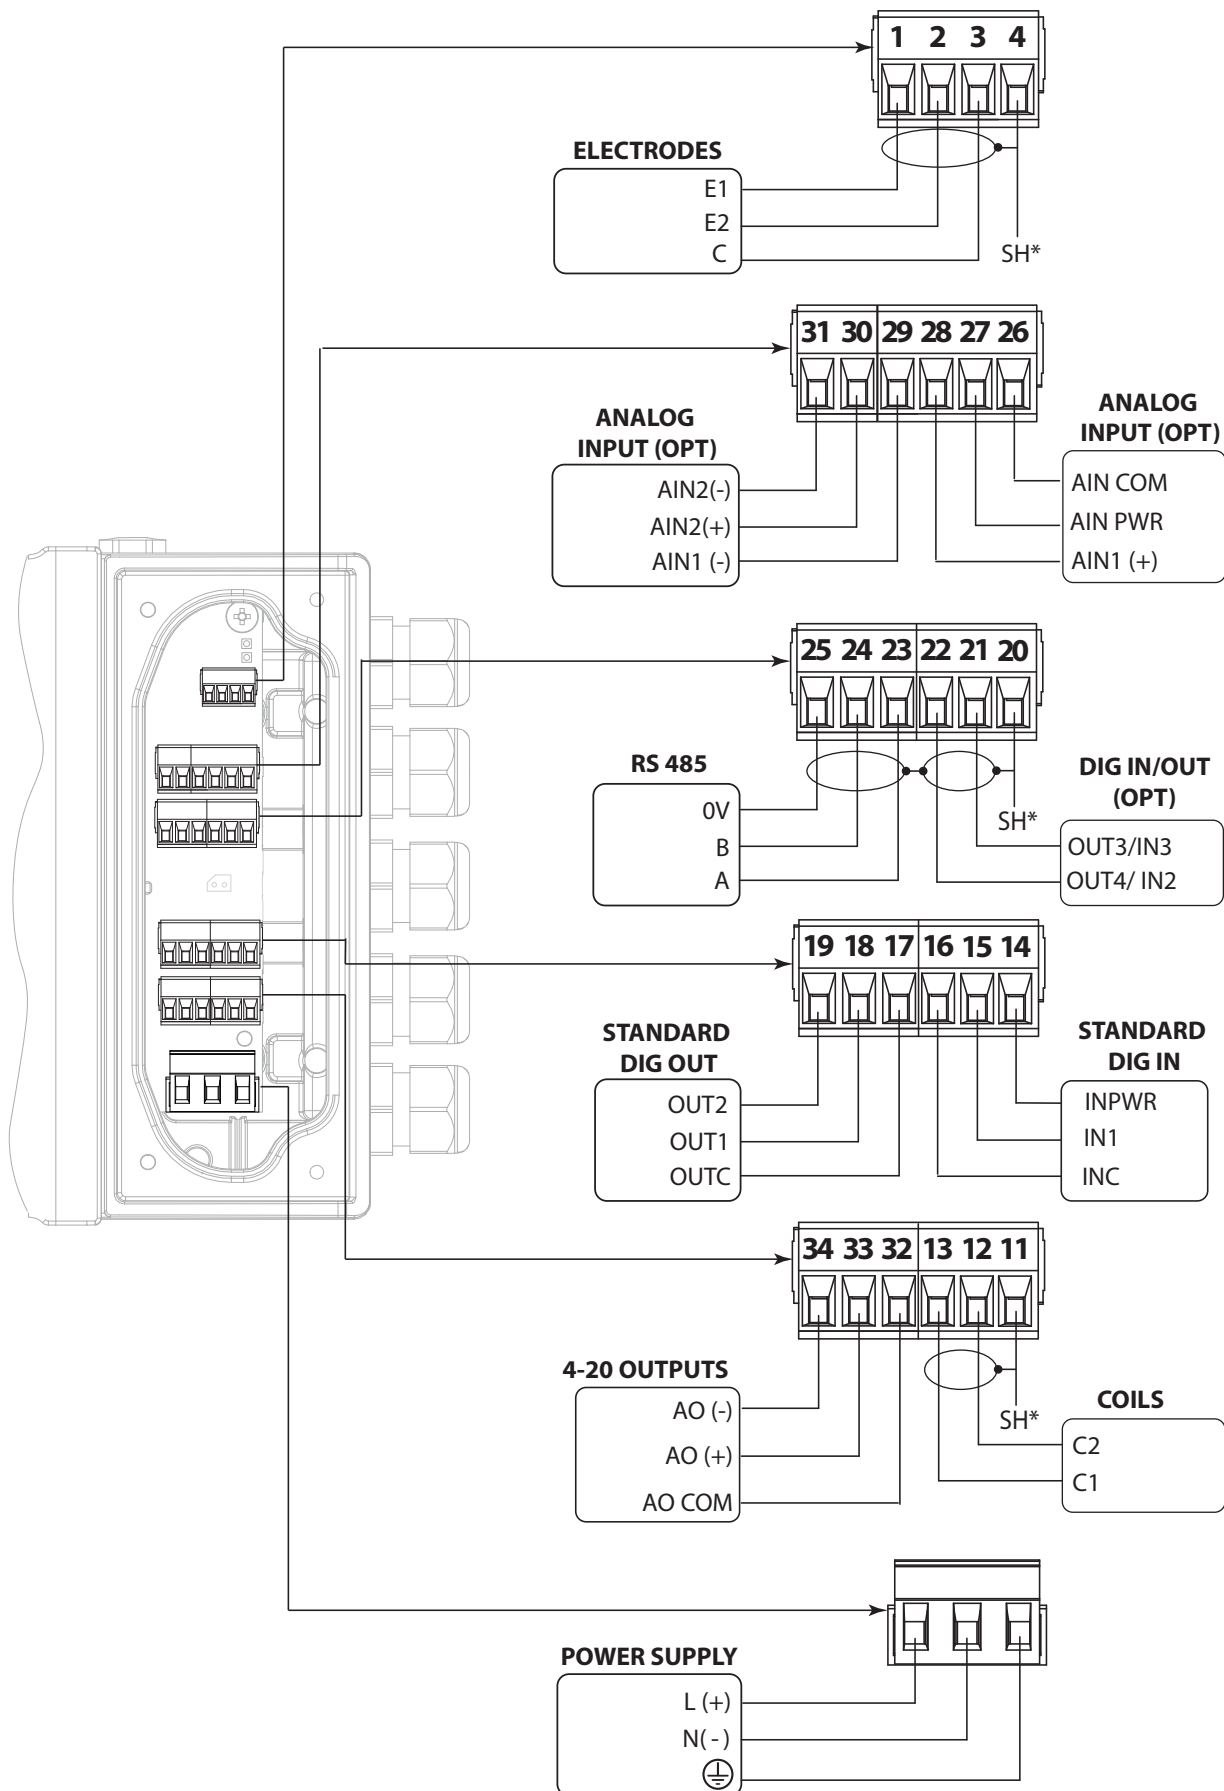 1 2 3 4
ELECTRODES
E1
E2
C
SH*
31 30 29 28 27 26
ANALOG
INPUT (OPT)
AIN2(-)
AIN2(+)
AIN1 (-)
ANALOG
INPUT (OPT)
AIN COM
AIN PWR
AIN1 (+)
25 24 23 22 21 20
RS 485
0V
B
A
SH*
DIG IN/OUT
(OPT)
OUT3/IN3
OUT4/ IN2
19 18 17 16 15 14
STANDARD
DIG OUT
OUT2
OUT1
OUTC
STANDARD
DIG IN
INPWR
IN1
INC
34 33 32 13 12 11
4-20 OUTPUTS
AO (-)
AO (+)
AO COM
SH*
COILS
C2
C1
POWER SUPPLY
L (+)
N( - )